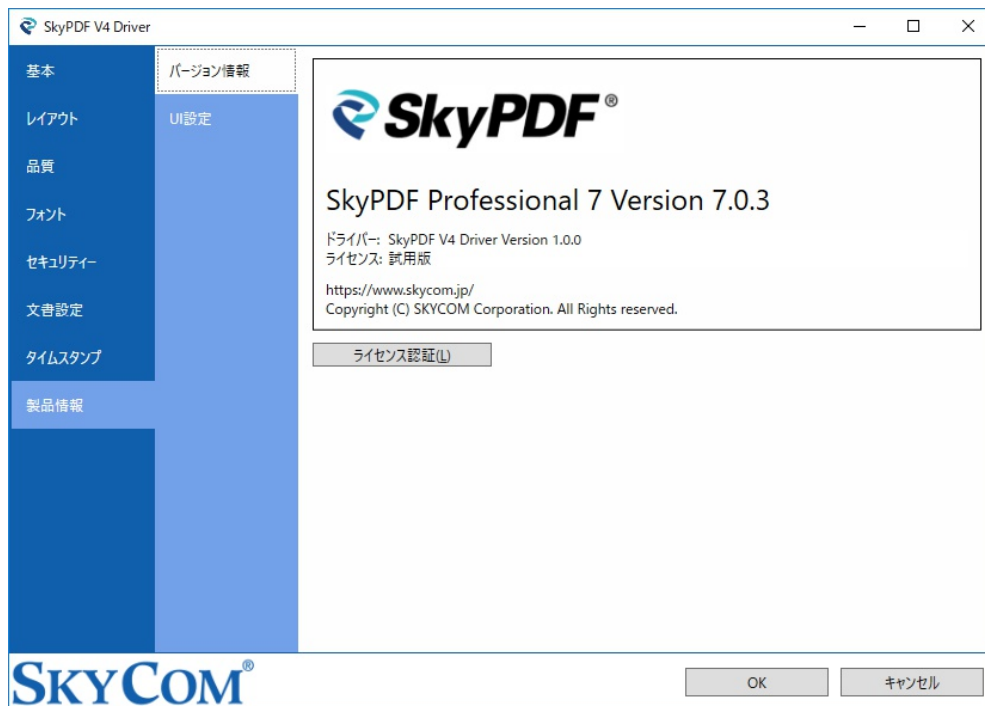 SkyPDF V4 Driver
基本
レイアウト
品質
フォント
セキュリティー
文書設定
タイムスタンプ
製品情報
バージョン情報
UI設定
SkyPDF®
SkyPDF Professional 7 Version 7.0.3
ドライバー: SkyPDF V4 Driver Version 1.0.0
ライセンス: 試用版
https://www.skycom.jp/
Copyright (C) SKYCOM Corporation. All Rights reserved.
ライセンス認証(L)
SKYCOM®
OK
キャンセル